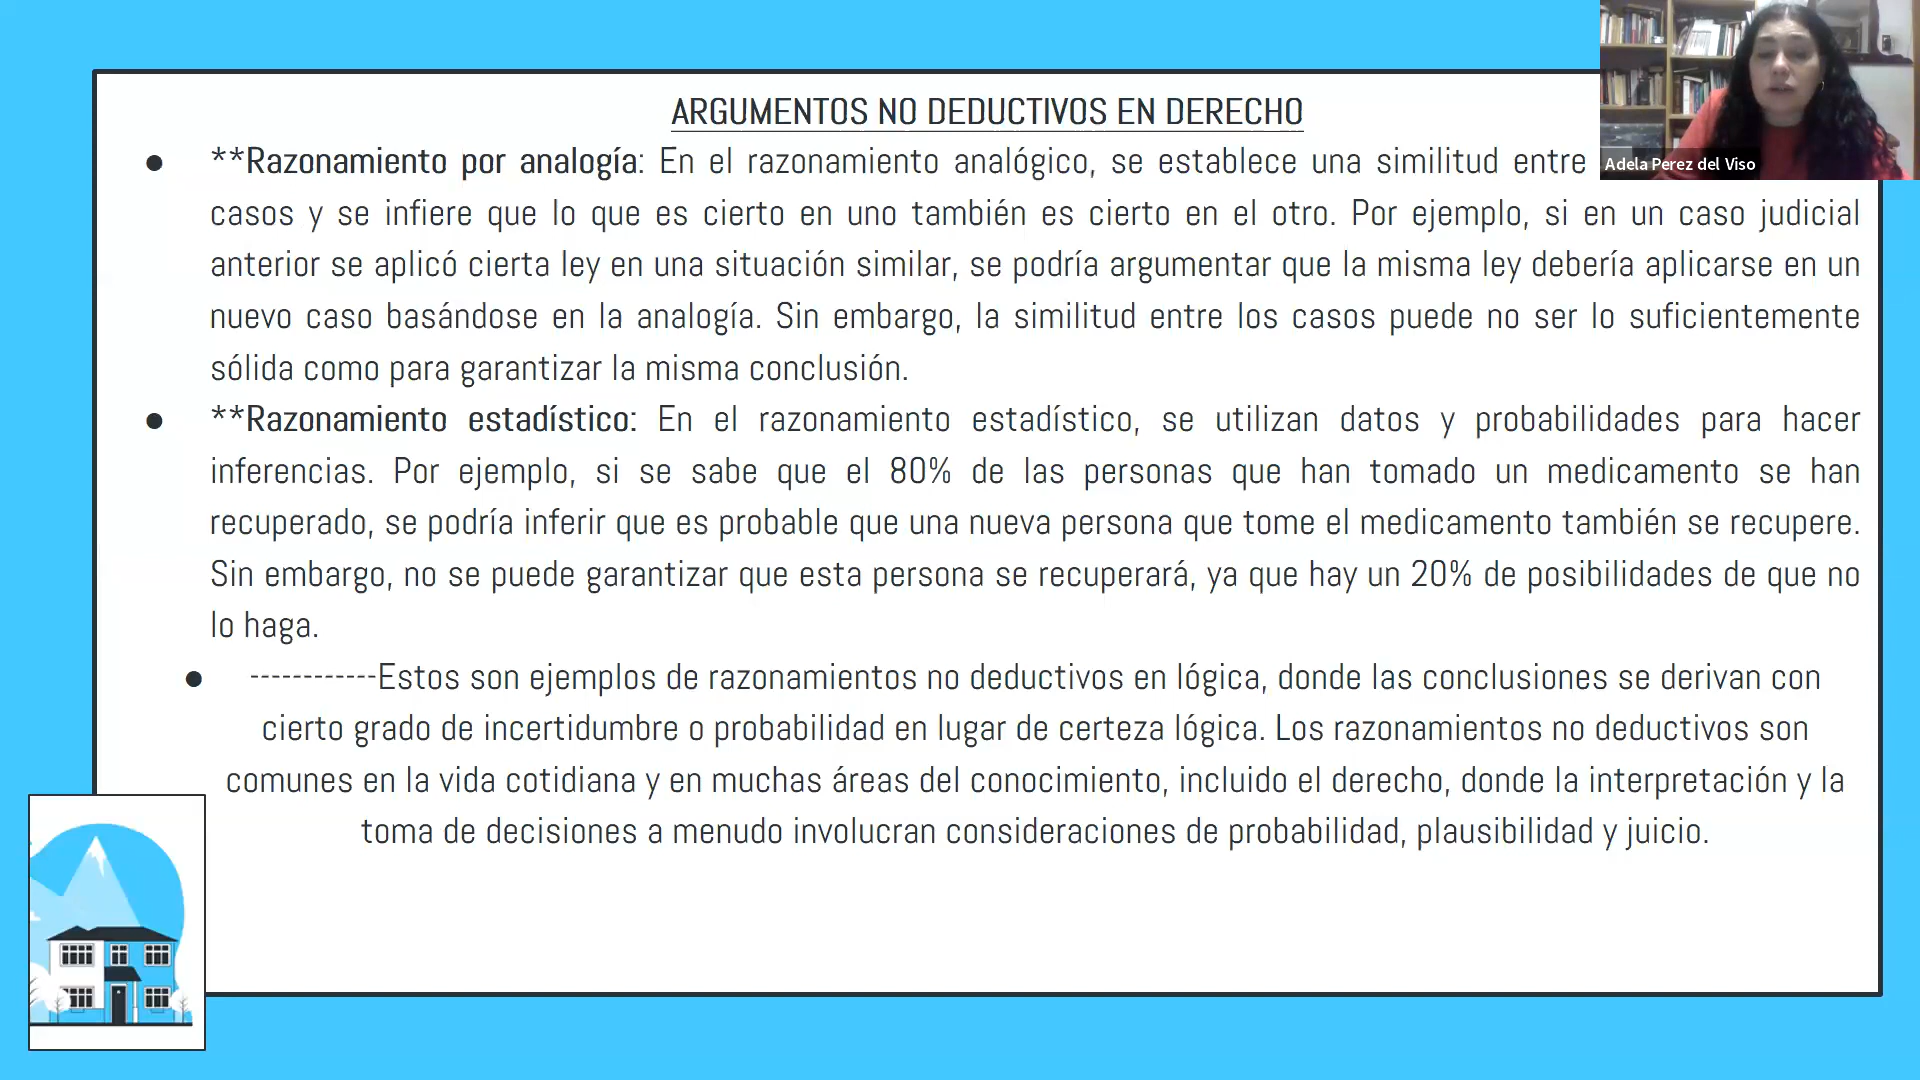 ARGUMENTOS NO DEDUCTIVOS EN DERECHO
● **Razonamiento por analogía: En el razonamiento analógico, se establece una similitud entre
casos y se infiere que lo que es cierto en uno también es cierto en el otro. Por ejemplo, si en un caso judicial
anterior se aplicó cierta ley en una situación similar, se podría argumentar que la misma ley debería aplicarse en un
nuevo caso basándose en la analogía. Sin embargo, la similitud entre los casos puede no ser lo suficientemente
sólida como para garantizar la misma conclusión.
● **Razonamiento estadístico: En el razonamiento estadístico, se utilizan datos y probabilidades para hacer
inferencias. Por ejemplo, si se sabe que el 80% de las personas que han tomado un medicamento se han
recuperado, se podría inferir que es probable que una nueva persona que tome el medicamento también se recupere.
Sin embargo, no se puede garantizar que esta persona se recuperará, ya que hay un 20% de posibilidades de que no
lo haga.
● ------------Estos son ejemplos de razonamientos no deductivos en lógica, donde las conclusiones se derivan con
cierto grado de incertidumbre o probabilidad en lugar de certeza lógica. Los razonamientos no deductivos son
comunes en la vida cotidiana y en muchas áreas del conocimiento, incluido el derecho, donde la interpretación y la
toma de decisiones a menudo involucran consideraciones de probabilidad, plausibilidad y juicio.
Adela Perez del Viso